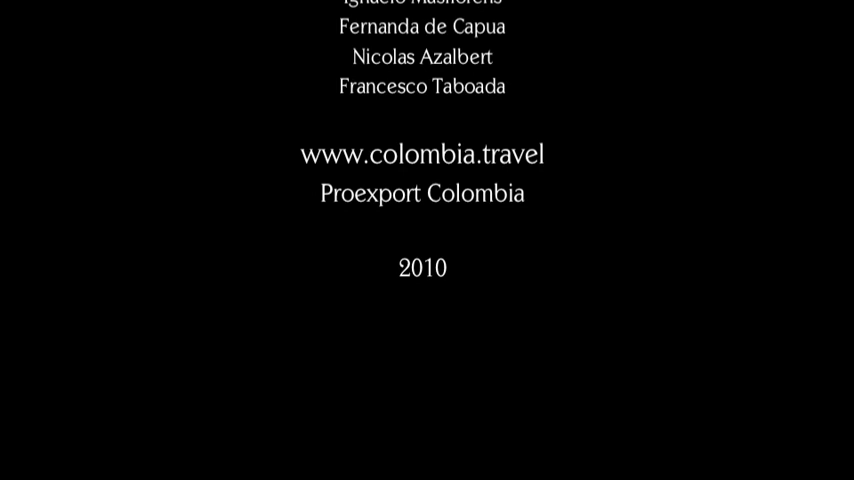 Fernanda de Capua
Nicolas Azalbert
Francesco Taboada
www.colombia.travel
Proexport Colombia
2010